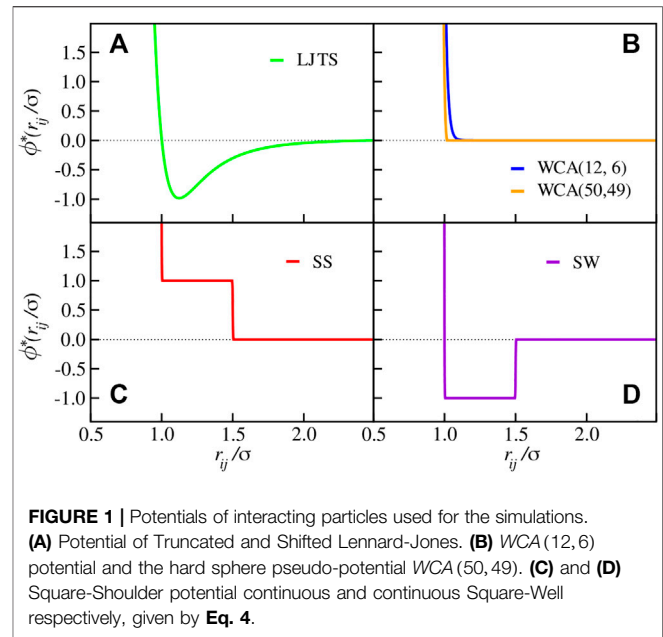 A
LJTS
B
WCA(12, 6)
WCA(50,49)
1.5
1.0
0.5
0.0
-0.5
-1.0
ϕ*(r_ij/σ)
SS
C
SW
D
1.5
1.0
0.5
0.0
-0.5
-1.0
ϕ*(r_ij/σ)
0.5 1.0 1.5 2.0 0.5 1.0 1.5 2.0
r_ij/σ r_ij/σ
FIGURE 1 | Potentials of interacting particles used for the simulations.
(A) Potential of Truncated and Shifted Lennard-Jones. (B) WCA(12,6)
potential and the hard sphere pseudo-potential WCA(50,49). (C) and (D)
Square-Shoulder potential continuous and continuous Square-Well
respectively, given by Eq. 4.